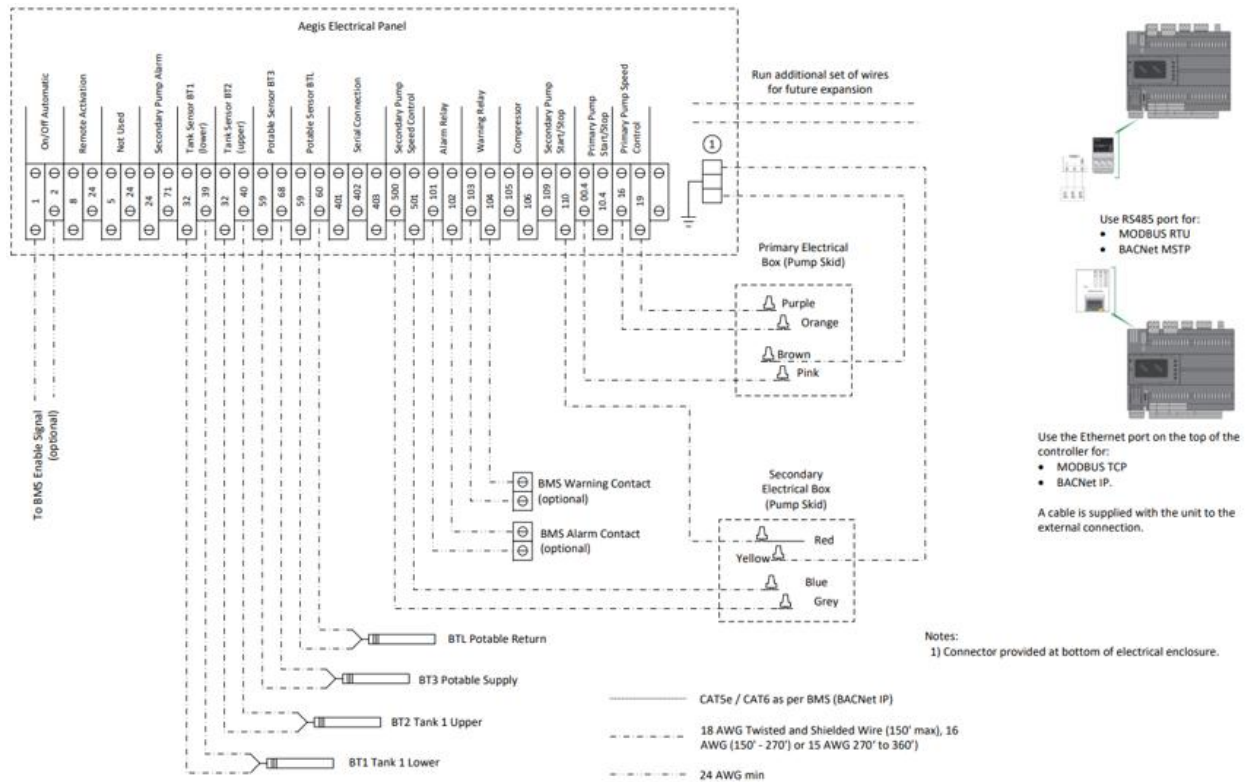 Aegis Electrical Panel
On/Off Automatic
Remote Activation
Not Used
Secondary Pump Alarm
Tank Sensor BT1
(lower)
Tank Sensor BT2
(upper)
Potable Sensor BT3
Potable Sensor BTL
Serial Connection
Secondary Pump
Speed Control
Alarm Relay
Warning Relay
Compressor
Secondary Pump
Start/Stop
Primary Pump
Start/Stop
Primary Pump Speed
Control
1
2
8
24
5
24
24
71
32
39
32
40
59
68
59
60
401
402
403
500
501
101
102
103
104
105
106
109
110
00.4
10.4
16
19
1
Run additional set of wires
for future expansion
To BMS Enable Signal
(optional)
Primary Electrical
Box (Pump Skid)
Purple
Orange
Brown
Pink
BMS Warning Contact
(optional)
BMS Alarm Contact
(optional)
Secondary
Electrical Box
(Pump Skid)
Red
Yellow
Blue
Grey
BTL Potable Return
BT3 Potable Supply
BT2 Tank 1 Upper
BT1 Tank 1 Lower
Use RS485 port for:
• MODBUS RTU
• BACNet MSTP
Use the Ethernet port on the top of the
controller for:
• MODBUS TCP
• BACNet IP.
A cable is supplied with the unit to the
external connection.
Notes:
1) Connector provided at bottom of electrical enclosure.
CAT5e / CAT6 as per BMS (BACNet IP)
18 AWG Twisted and Shielded Wire (150' max), 16
AWG (150' - 270') or 15 AWG 270' to 360')
24 AWG min